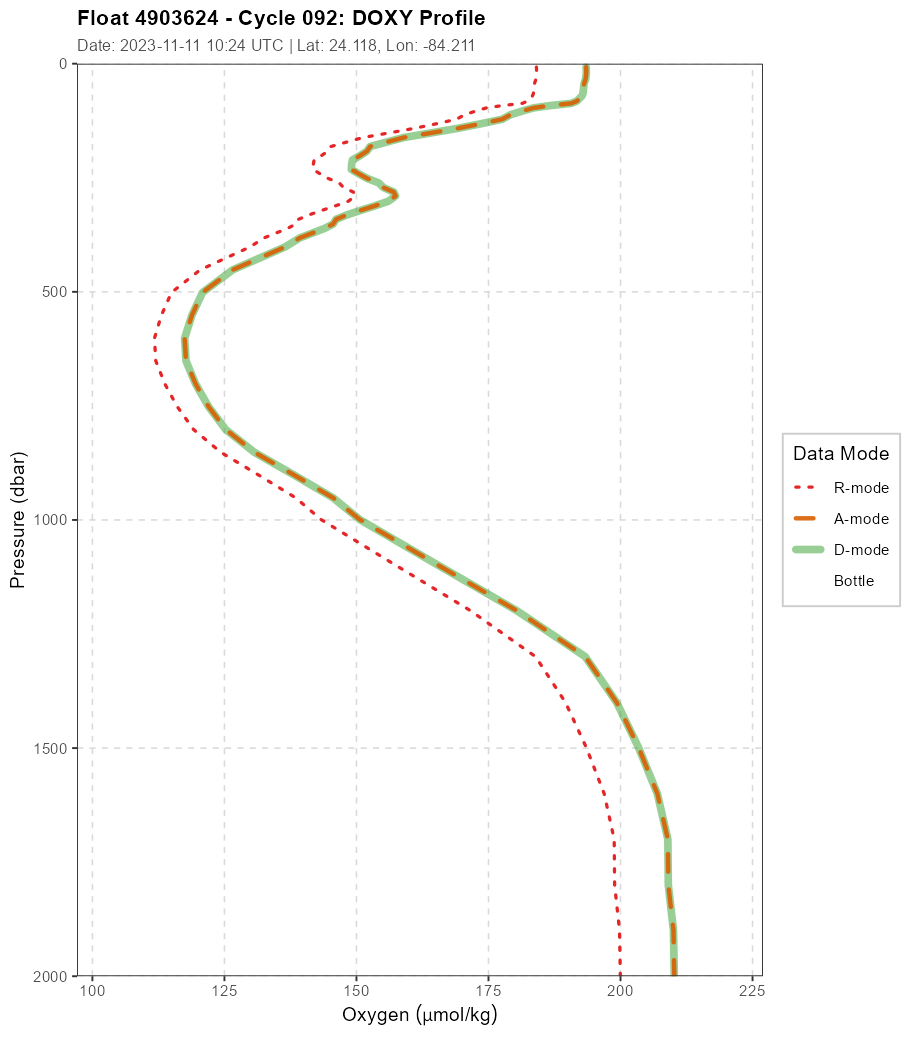 Float 4903624 - Cycle 092: DOXY Profile
Date: 2023-11-11 10:24 UTC | Lat: 24.118, Lon: -84.211
0
500
1000
1500
2000
Pressure (dbar)
100 125 150 175 200 225
Oxygen (μmol/kg)
Data Mode
R-mode
A-mode
D-mode
Bottle